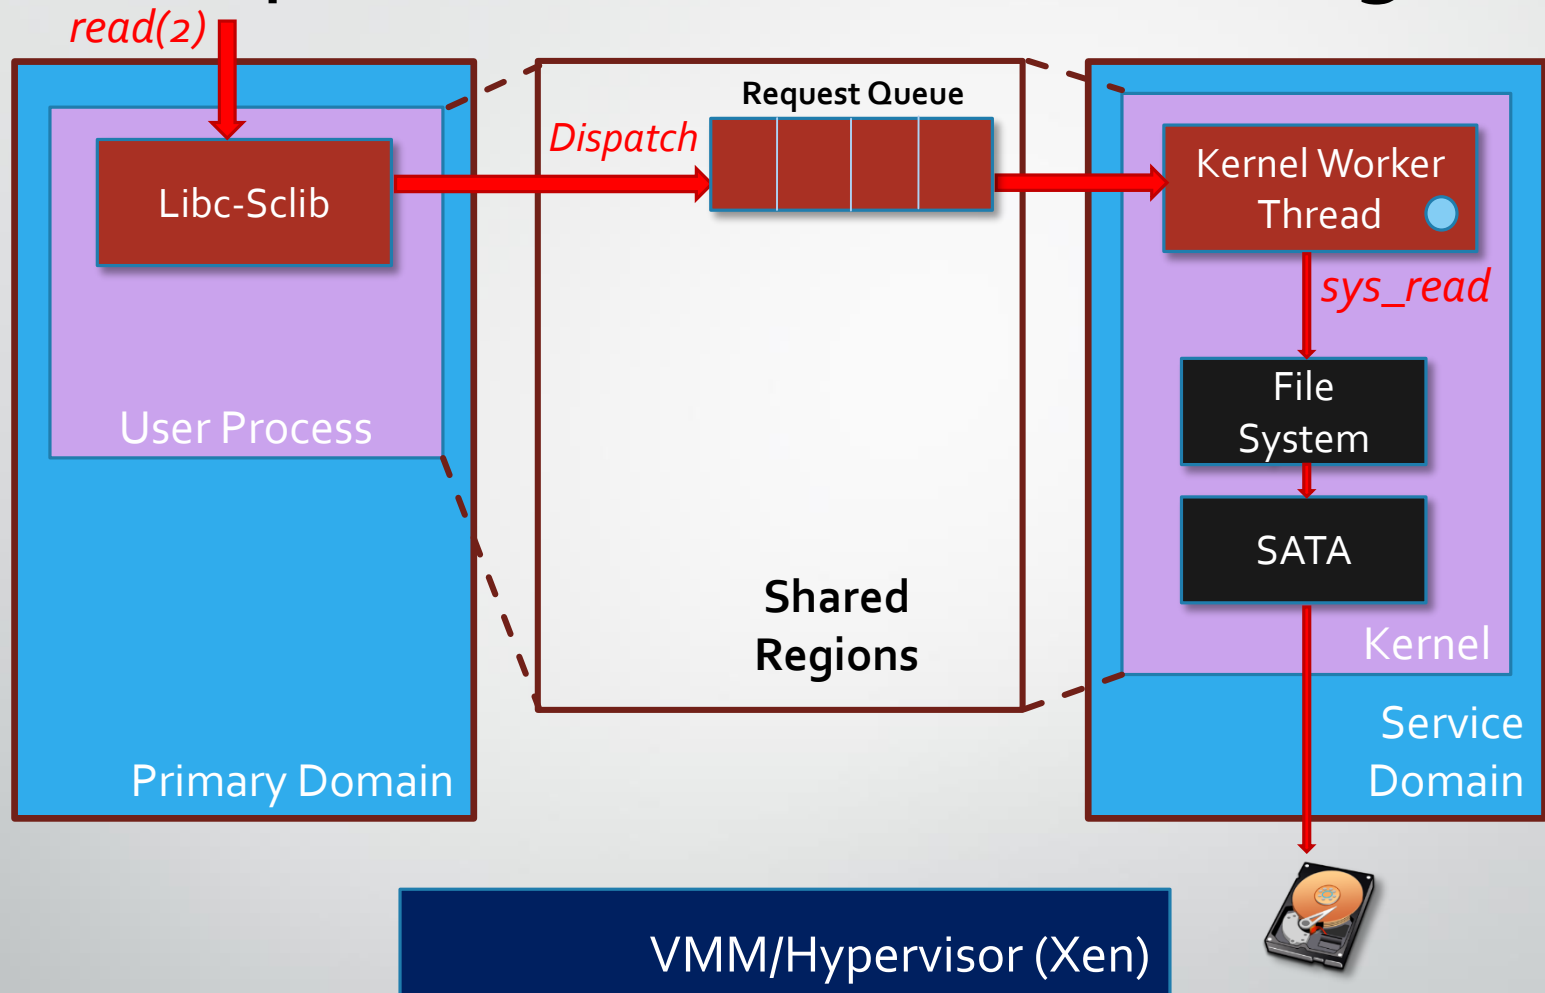 read(2)
Request Queue
Dispatch
Libc-Sclib
Kernel Worker
Thread
sys_read
File
System
User Process
SATA
Shared
Regions
Kernel
Service
Domain
Primary Domain
VMM/Hypervisor (Xen)